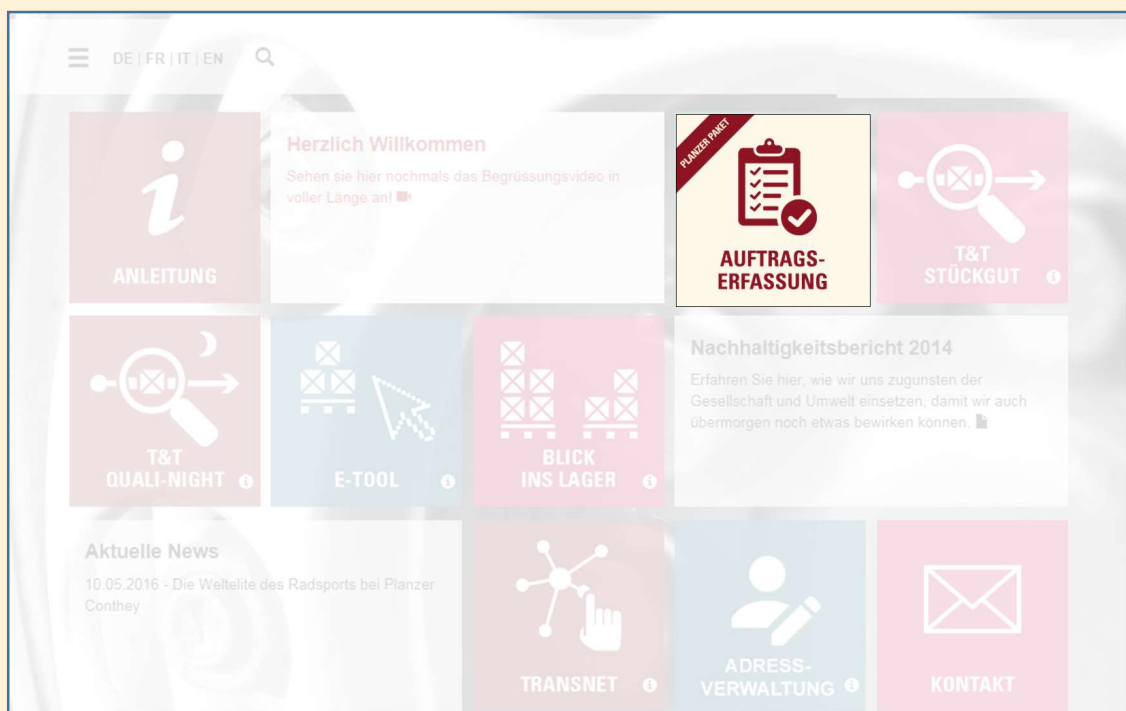 DE | FR | IT | EN
ANLEITUNG
Herzlich Willkommen
Sehen sie hier nochmals das Begrüssungsvideo in
voller Länge an!
PLANZER PAKET
AUFTRAGS-
ERFASSUNG
T&T
STÜCKGUT
T&T
QUALI-NIGHT
E-TOOL
BLICK
INS LAGER
Nachhaltigkeitsbericht 2014
Erfahren Sie hier, wie wir uns zugunsten der
Gesellschaft und Umwelt einsetzen, damit wir auch
übermorgen noch etwas bewirken können.
Aktuelle News
10.05.2016 - Die Weltelite des Radsports bei Planzer
Conthey
TRANSNET
ADRESS-
VERWALTUNG
KONTAKT